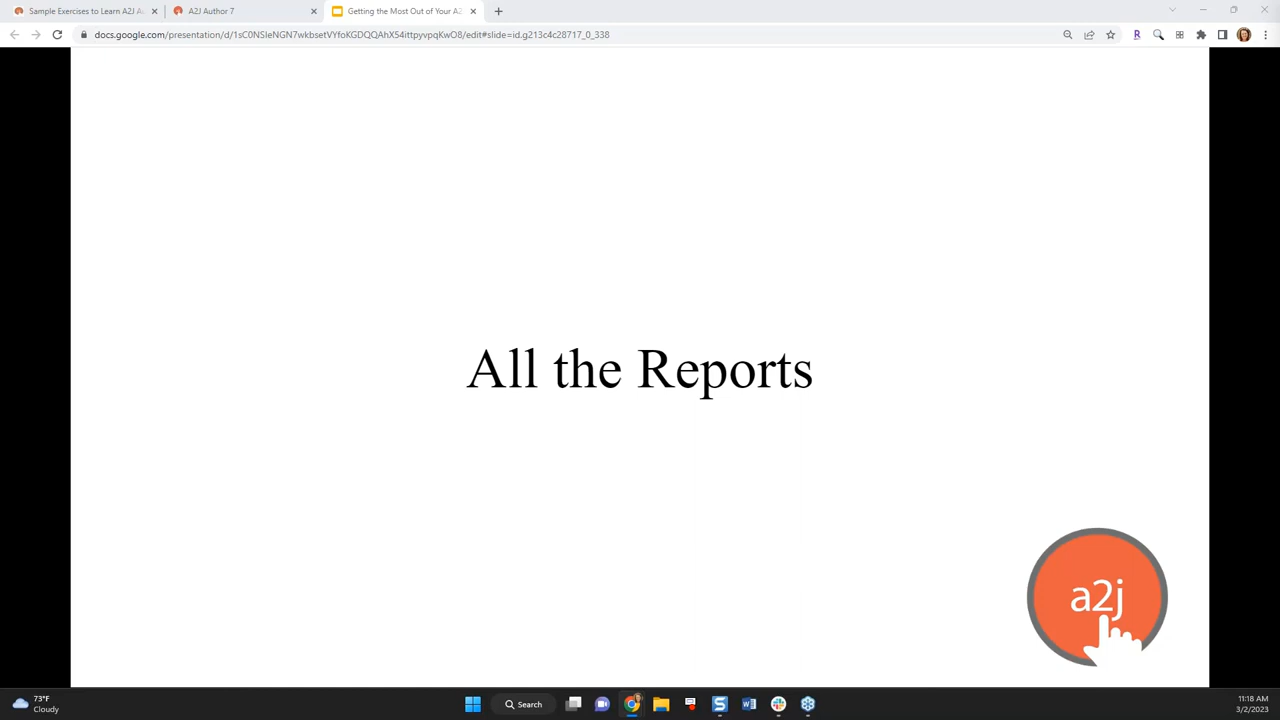 Sample Exercises to Learn A2J Au
A2J Author 7
Getting the Most Out of Your A2
docs.google.com/presentation/d/1sC0NSIeNGN7wkbsetVYfoKGDQQAhX54ittpyvpqKwO8/edit#slide=id.g213c4c28717_0_338
R
All the Reports
a2j
73°F
Cloudy
Search
S
W
11:18 AM
3/2/2023